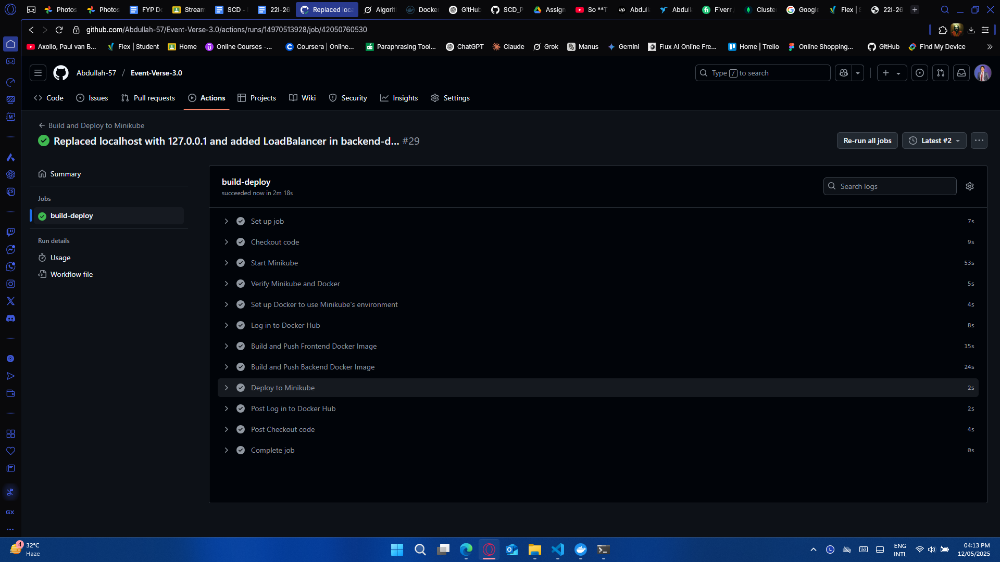 Photos
Photos
FYP Do
Stream
SCD -
22I-26
Replaced loca
Algorit
Docker
GitHub
SCD_P
Assign
So **T
Abdull
Abdull
Fiverr
Cluste
Google
Flex | S
22I-26
github.com/Abdullah-57/Event-Verse-3.0/actions/runs/14970513928/job/42050760530
Axollo, Paul van B...
Flex | Student
Home
Online Courses -...
Coursera | Online...
Paraphrasing Tool...
ChatGPT
Claude
Grok
Manus
Gemini
Flux AI Online Fre...
Home | Trello
Online Shopping...
GitHub
Find My Device
Abdullah-57 / Event-Verse-3.0
Type / to search
Code
Issues
Pull requests
Actions
Projects
Wiki
Security
Insights
Settings
Build and Deploy to Minikube
Replaced localhost with 127.0.0.1 and added LoadBalancer in backend-d... #29
Re-run all jobs
Latest #2
Summary
Jobs
build-deploy
Run details
Usage
Workflow file
build-deploy
succeeded now in 2m 18s
Search logs
Set up job 7s
Checkout code 9s
Start Minikube 53s
Verify Minikube and Docker 5s
Set up Docker to use Minikube's environment 4s
Log in to Docker Hub 8s
Build and Push Frontend Docker Image 15s
Build and Push Backend Docker Image 24s
Deploy to Minikube 2s
Post Log in to Docker Hub 2s
Post Checkout code 4s
Complete job 0s
GX
4
32°C
Haze
ENG
INTL
04:13 PM
12/05/2025